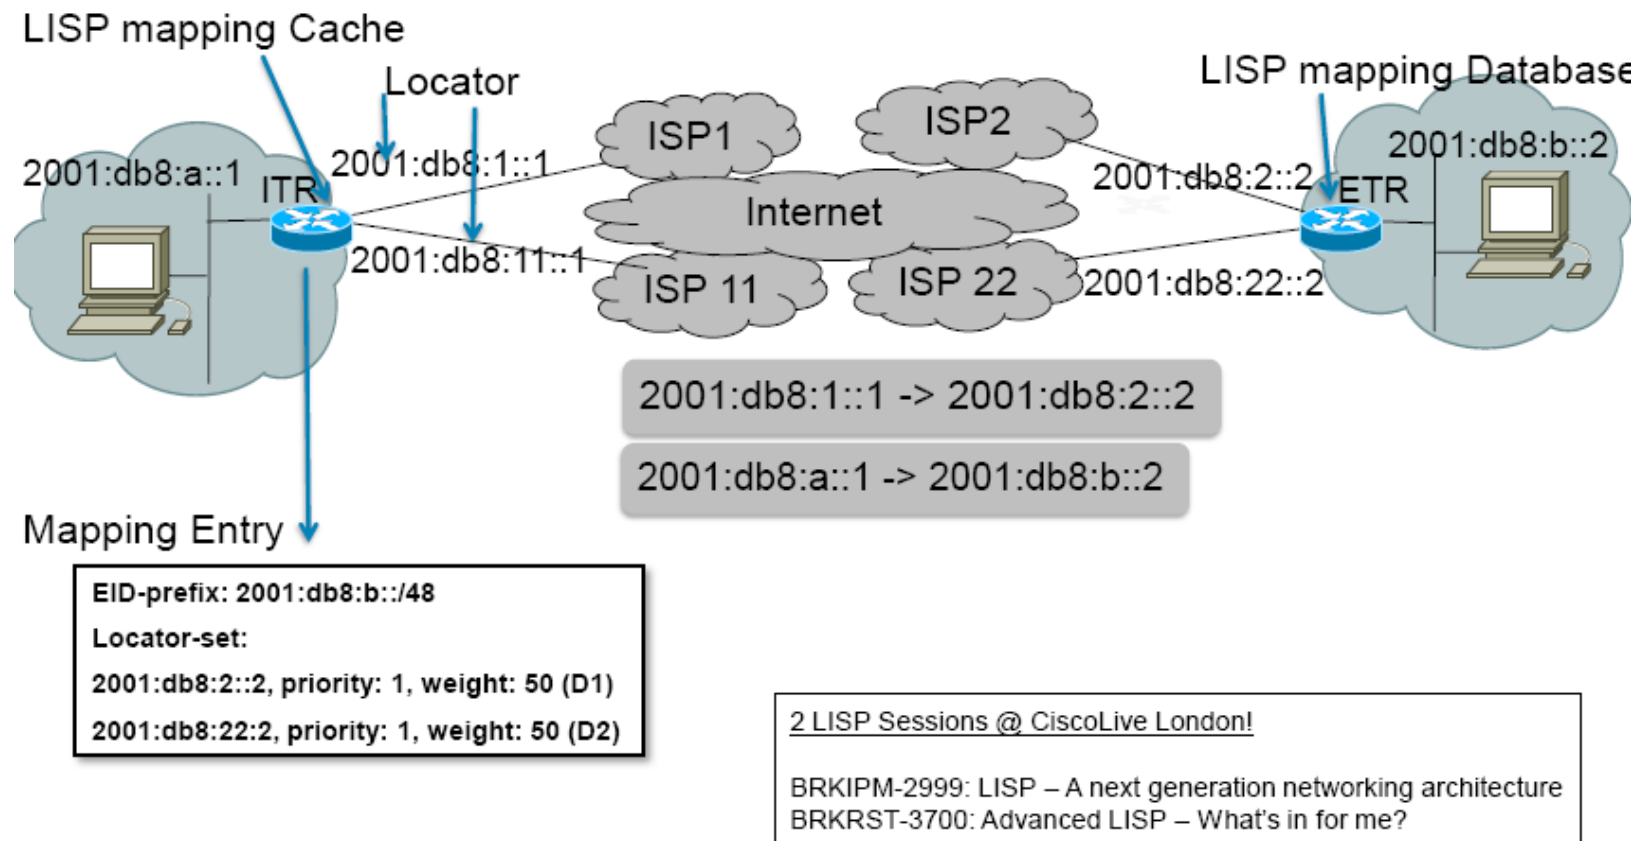 LISP mapping Cache
Locator
LISP mapping Database
ISP1
ISP2
2001:db8:a::1
ITR
2001:db8:1::1
2001:db8:2::2
ETR
2001:db8:b::2
Internet
2001:db8:11::1
ISP 11
ISP 22
2001:db8:22::2
2001:db8:1::1 -> 2001:db8:2::2
2001:db8:a::1 -> 2001:db8:b::2
Mapping Entry
EID-prefix: 2001:db8:b::/48
Locator-set:
2001:db8:2::2, priority: 1, weight: 50 (D1)
2001:db8:22:2, priority: 1, weight: 50 (D2)
2 LISP Sessions @ CiscoLive London!
BRKIPM-2999: LISP – A next generation networking architecture
BRKRST-3700: Advanced LISP – What's in for me?